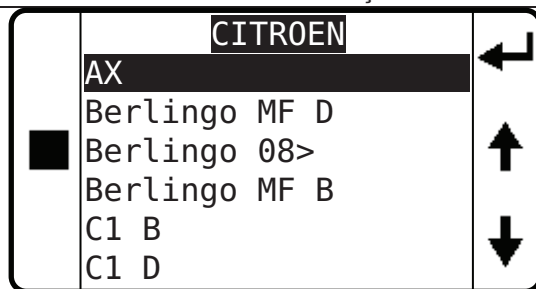 CITROEN
AX
Berlingo MF D
Berlingo 08>
Berlingo MF B
C1 B
C1 D